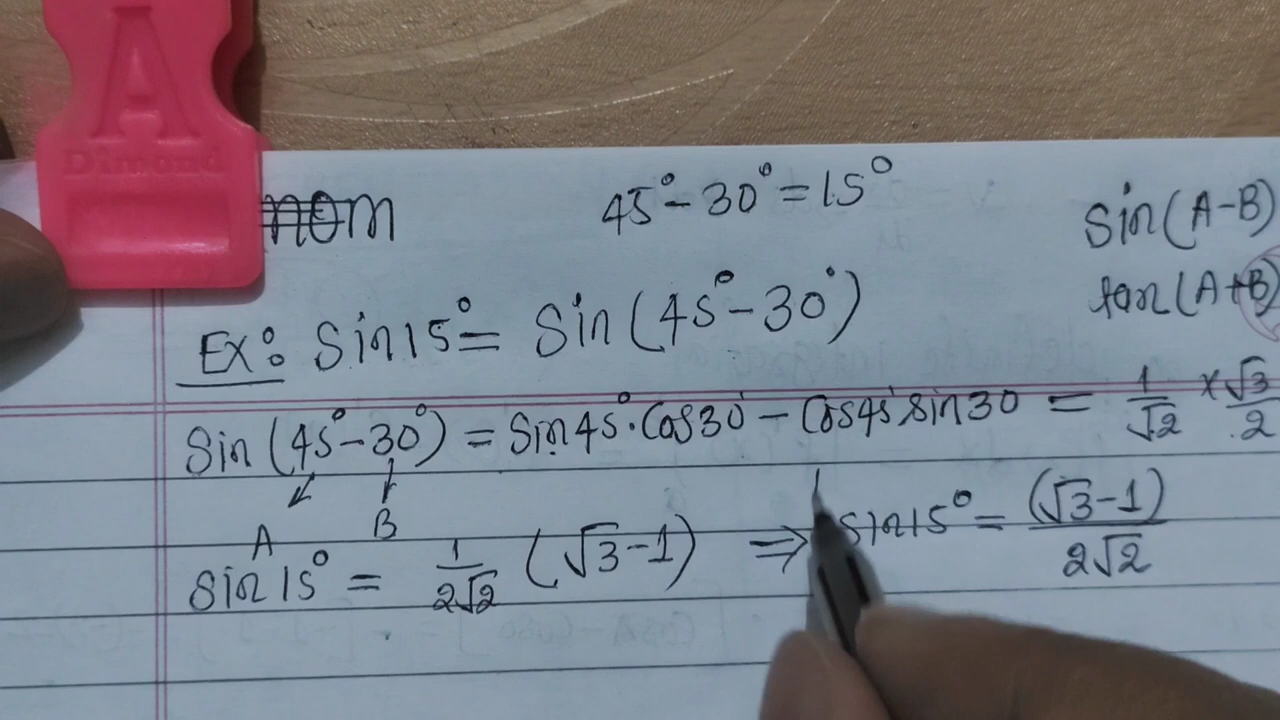 A
Dimond
45° - 30° = 15°
Sin(A-B)
tan(A+B)
Ex: Sin15° = Sin(45° - 30°)
Sin(45° - 30°) = Sin45°.Cos30° - Cos45° sin30 = 1/√2 × √3/2
A B
Sin15° = 1/2√2 (√3-1) ⇒ Sin15° = (√3-1)/2√2